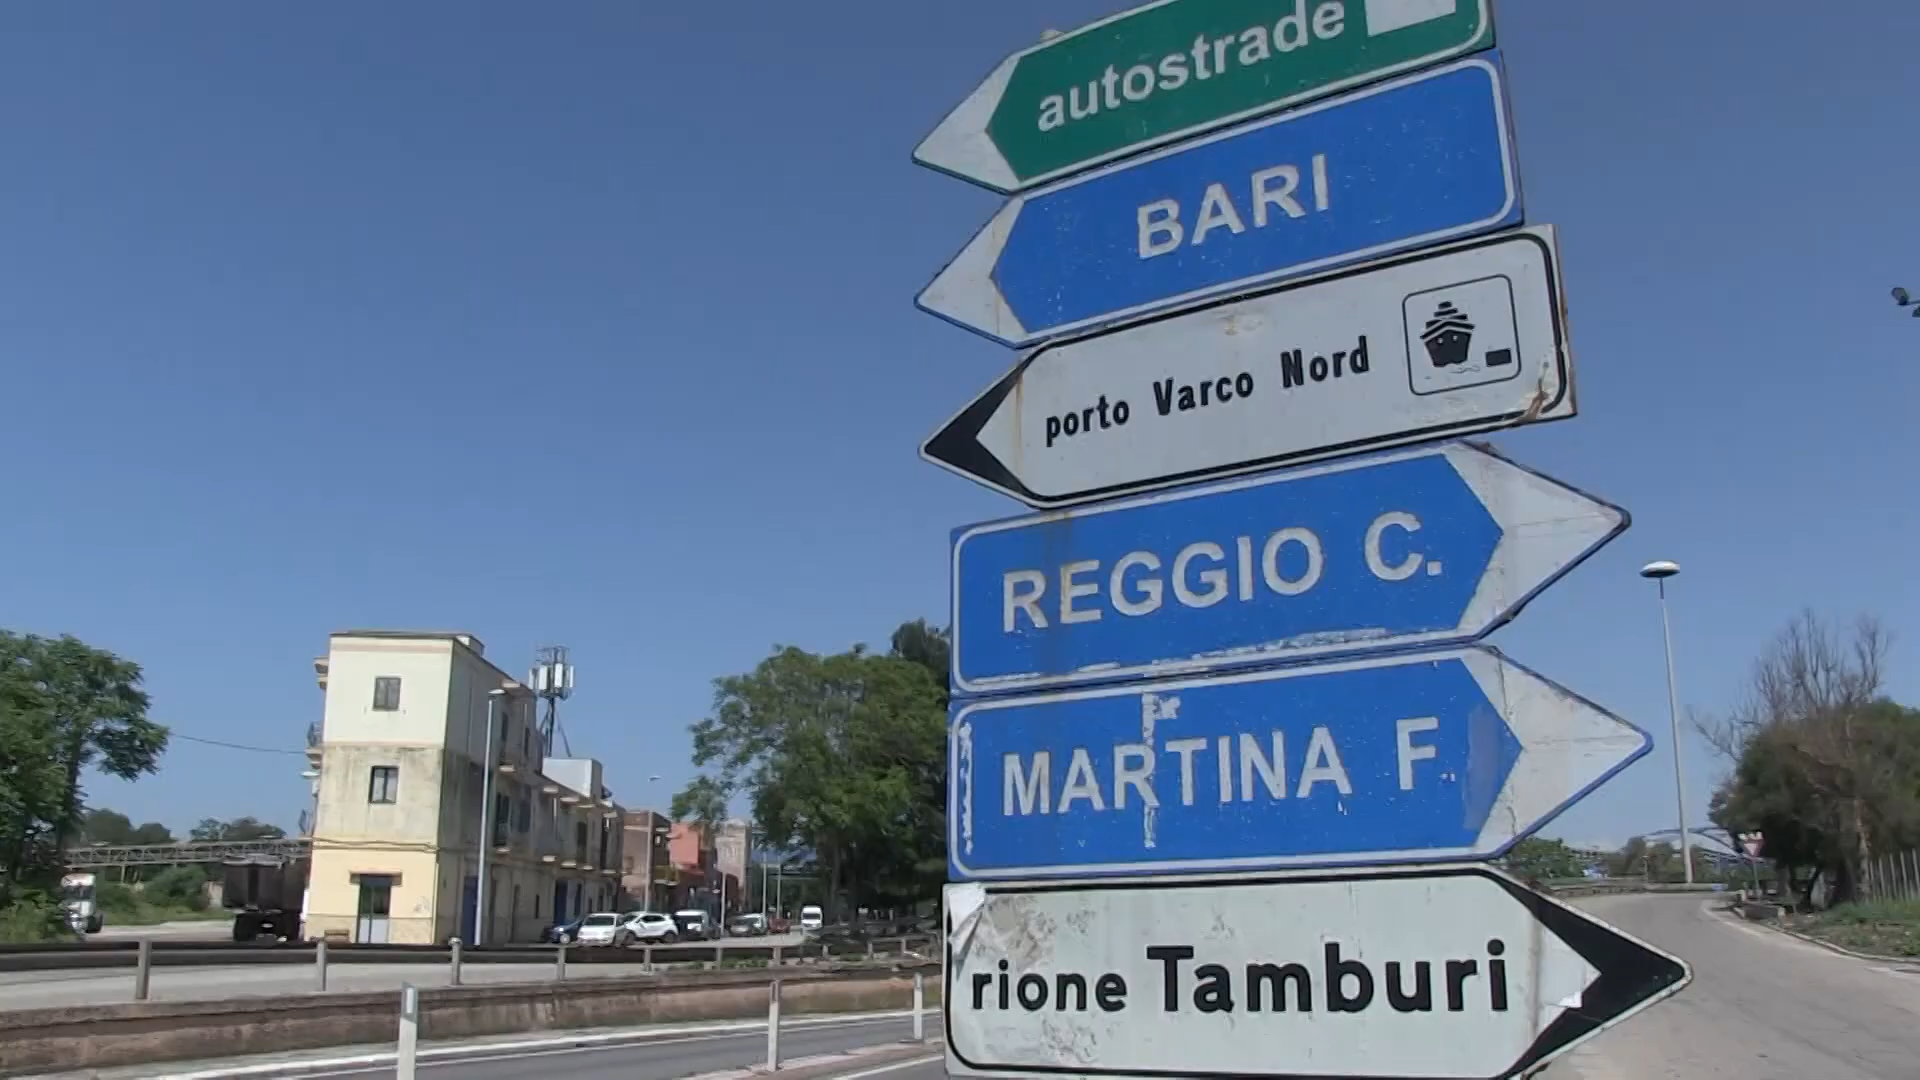 autostrade
BARI
porto Varco Nord
REGGIO C.
MARTINA F.
rione Tamburi